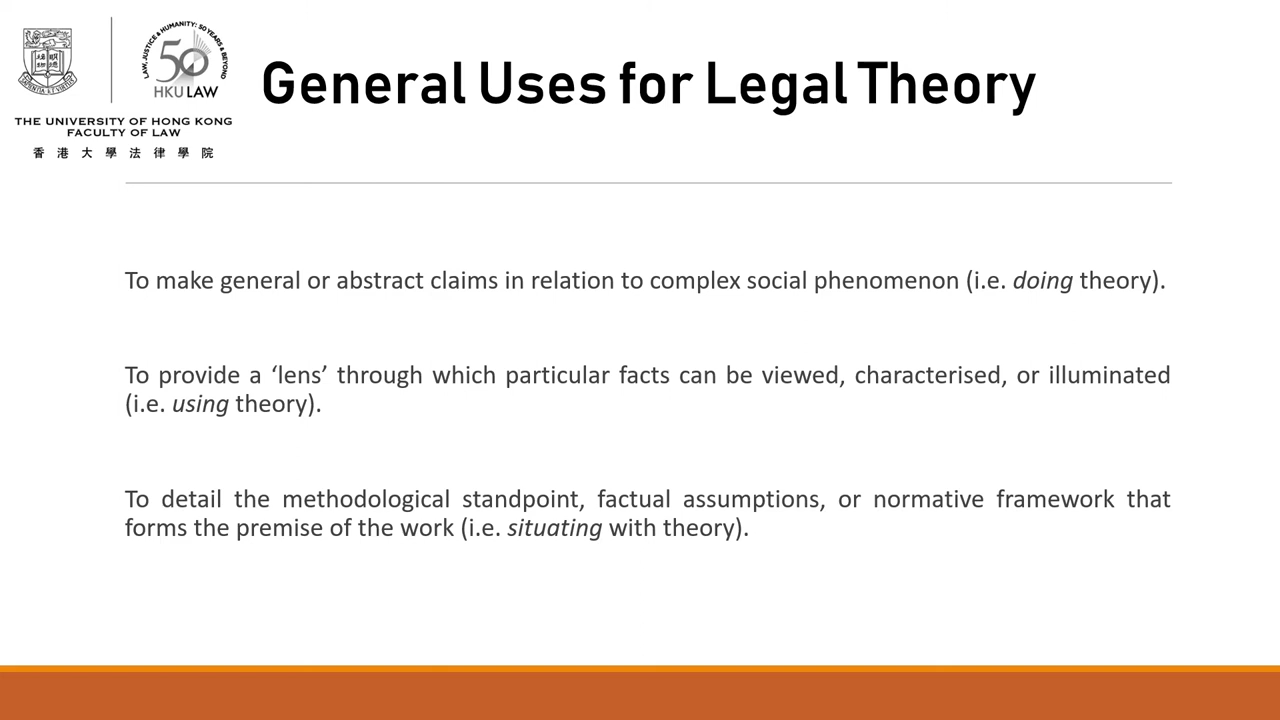 LAW, JUSTICE & HUMANITY: 50 YEARS & BEYOND
50
HKU LAW
THE UNIVERSITY OF HONG KONG
FACULTY OF LAW
香港大學法律學院
General Uses for Legal Theory
To make general or abstract claims in relation to complex social phenomenon (i.e. doing theory).
To provide a ‘lens’ through which particular facts can be viewed, characterised, or illuminated
(i.e. using theory).
To detail the methodological standpoint, factual assumptions, or normative framework that
forms the premise of the work (i.e. situating with theory).